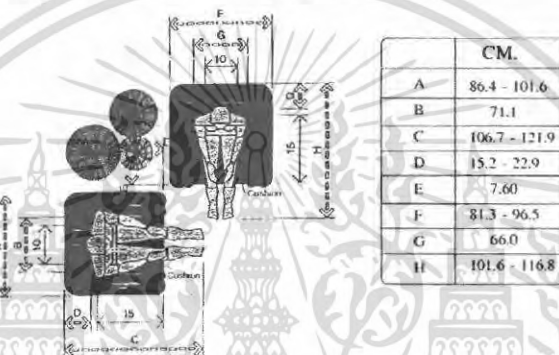 F
G
10
D
15
H
Cushion
B
10
Cushion
D
15
C
CM.
A 86.4 - 101.6
B 71.1
C 106.7 - 121.9
D 15.2 - 22.9
E 7.60
F 81.3 - 96.5
G 66.0
H 101.6 - 116.8